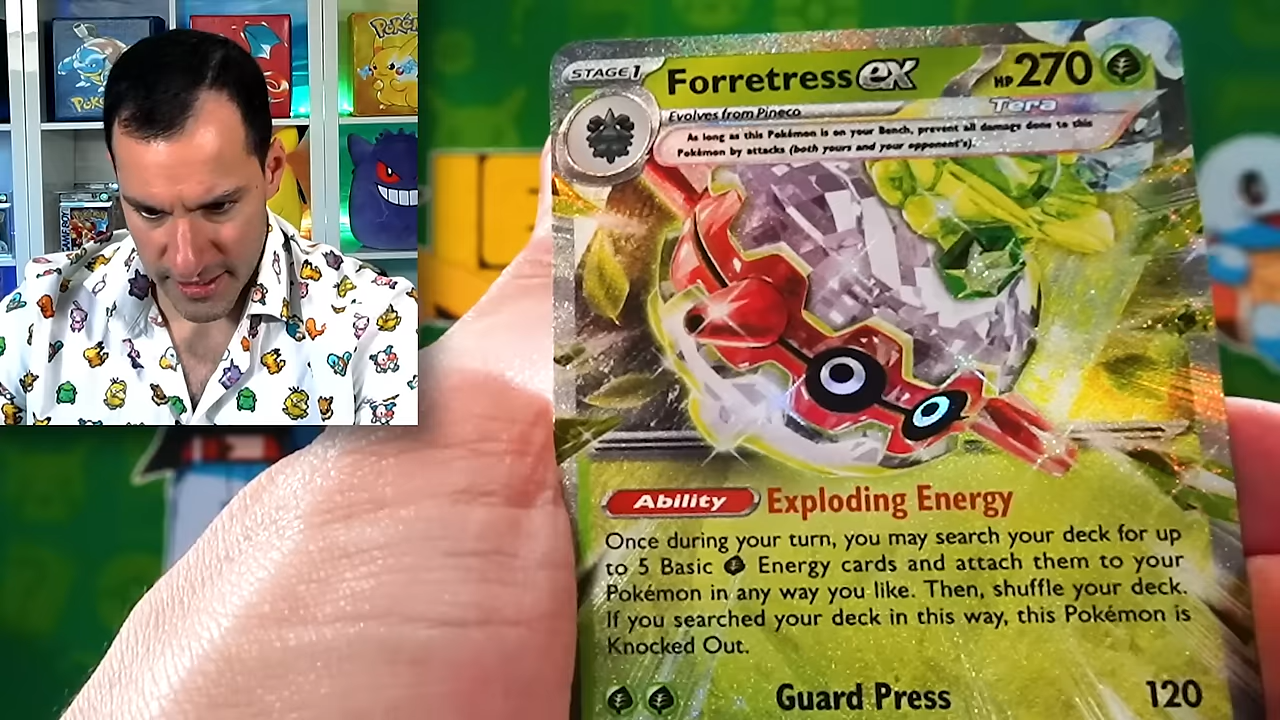 Poké
GAME BOY
STAGE 1 Forretress ex HP 270
Evolves from Pineco Tera
As long as this Pokémon is on your Bench, prevent all damage done to this
Pokémon by attacks (both yours and your opponent's).
Ability Exploding Energy
Once during your turn, you may search your deck for up
to 5 Basic Energy cards and attach them to your
Pokémon in any way you like. Then, shuffle your deck.
If you searched your deck in this way, this Pokémon is
Knocked Out.
Guard Press 120